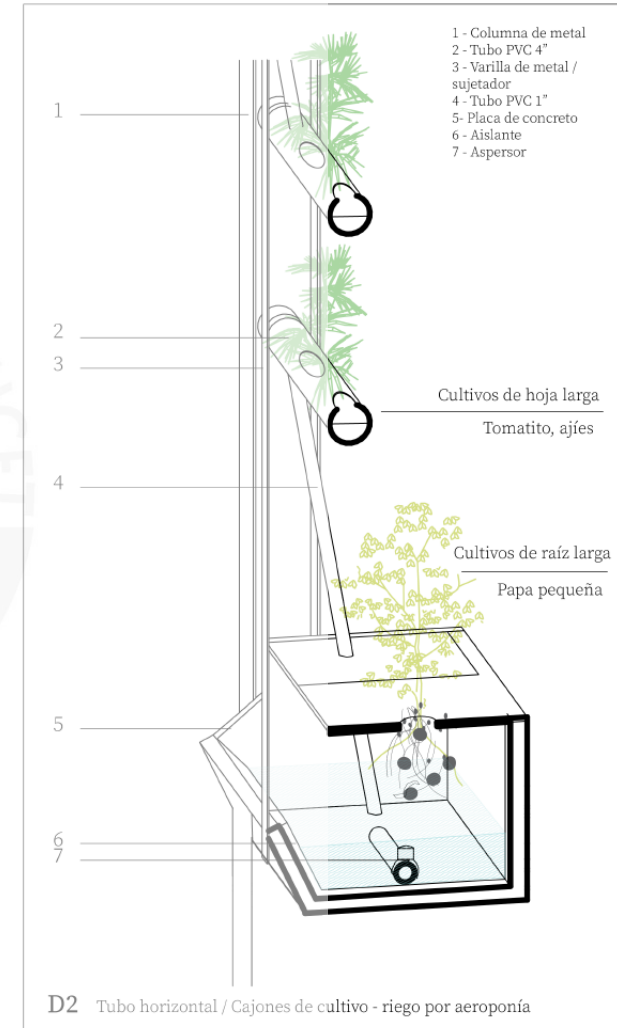 1 - Columna de metal
2 - Tubo PVC 4”
3 - Varilla de metal /
sujetador
4 - Tubo PVC 1”
5- Placa de concreto
6 - Aislante
7 - Aspersor
1
2
3
Cultivos de hoja larga
Tomatito, ajíes
4
Cultivos de raíz larga
Papa pequeña
5
6
7
D2 Tubo horizontal / Cajones de cultivo - riego por aeroponía